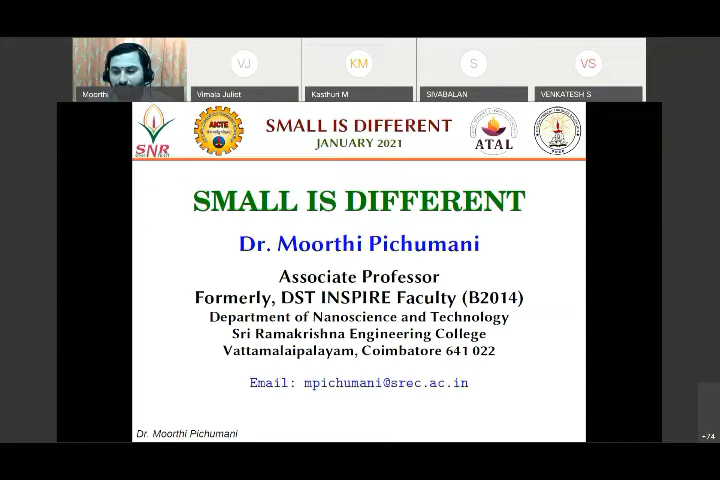 VJ
KM
S
VS
Moorthi
Vimala Juliet
Kasthuri M
SIVABALAN
VENKATESH S
SNR
AICTE
SMALL IS DIFFERENT
JANUARY 2021
ATAL
SMALL IS DIFFERENT
Dr. Moorthi Pichumani
Associate Professor
Formerly, DST INSPIRE Faculty (B2014)
Department of Nanoscience and Technology
Sri Ramakrishna Engineering College
Vattamalaipalayam, Coimbatore 641 022
Email: mpichumani@srec.ac.in
Dr. Moorthi Pichumani
+74